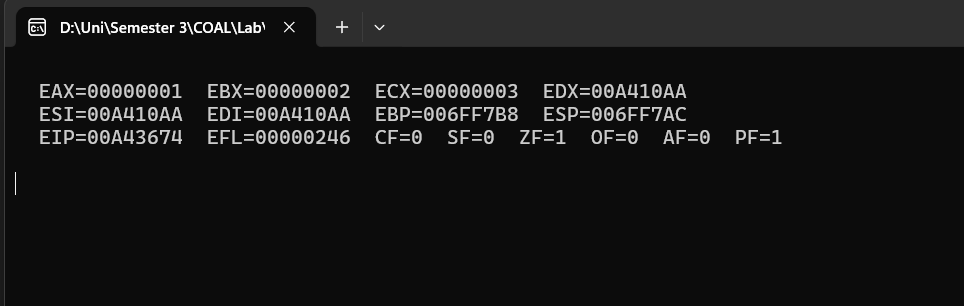 D:\Uni\Semester 3\COAL\Lab\
EAX=00000001  EBX=00000002  ECX=00000003  EDX=00A410AA
ESI=00A410AA  EDI=00A410AA  EBP=006FF7B8  ESP=006FF7AC
EIP=00A43674  EFL=00000246  CF=0  SF=0  ZF=1  OF=0  AF=0  PF=1